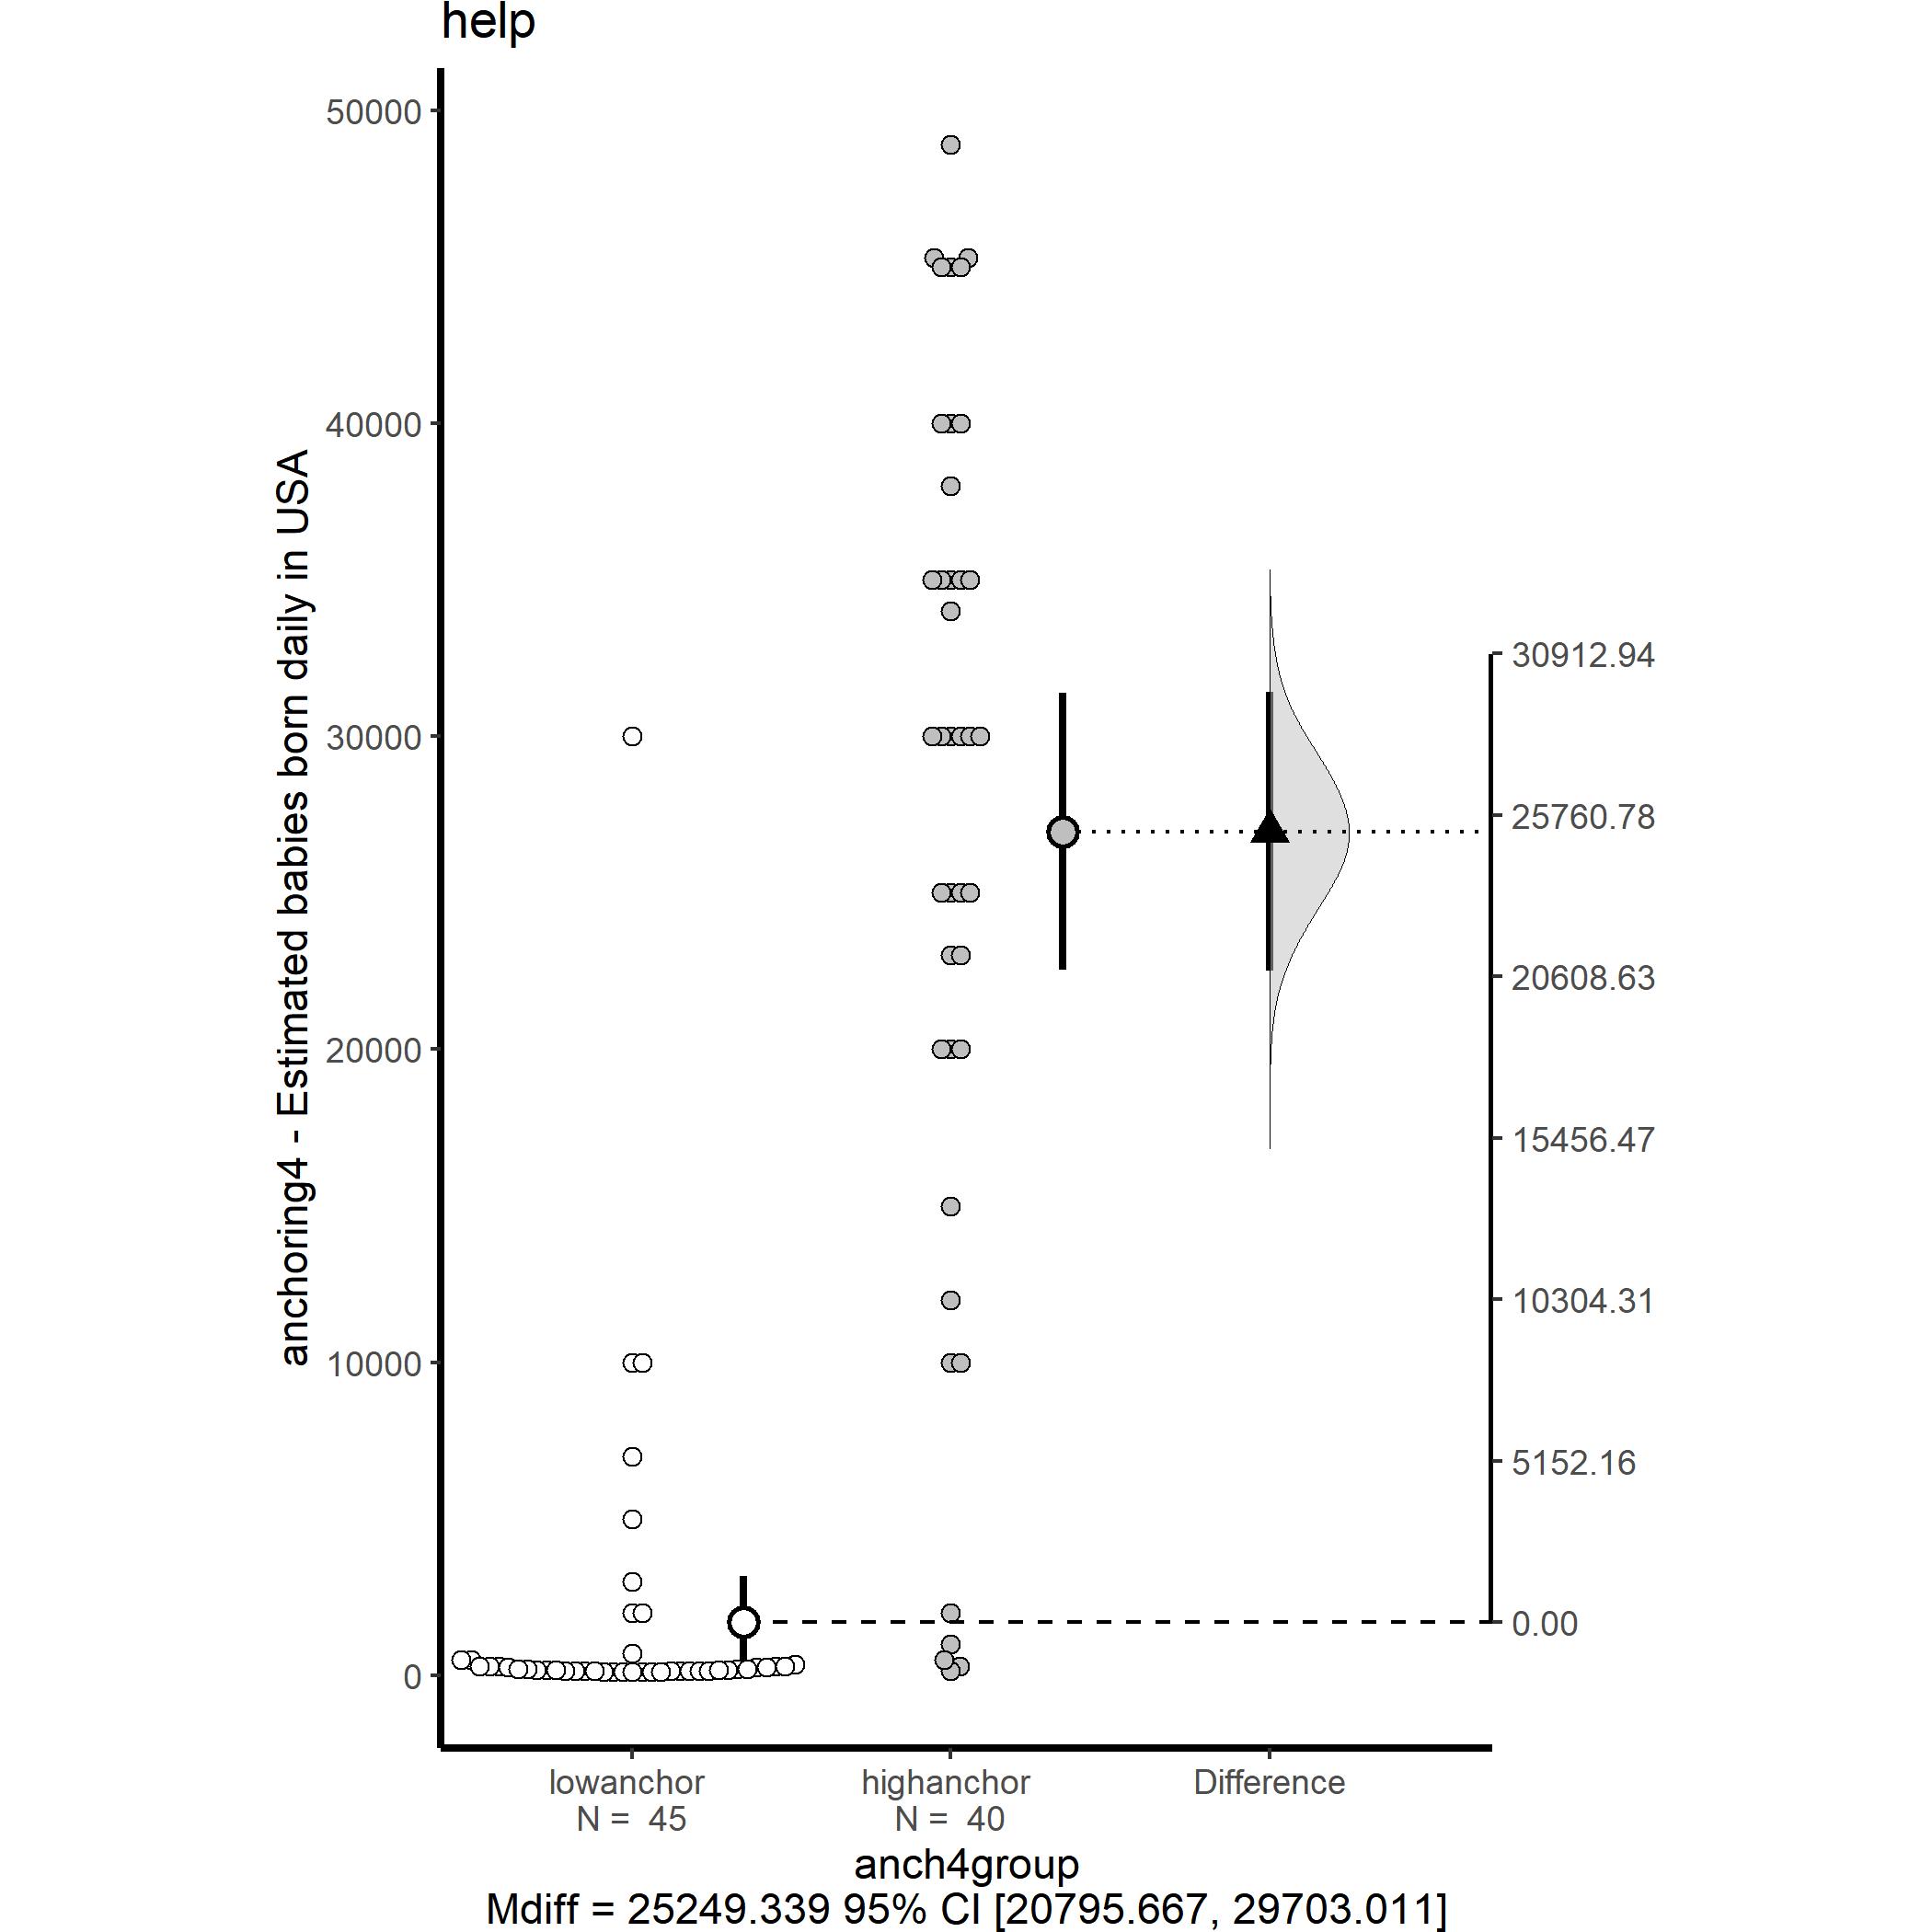 help
50000
40000
30000
20000
10000
0
anchoring4 - Estimated babies born daily in USA
30912.94
25760.78
20608.63
15456.47
10304.31
5152.16
0.00
lowanchor
N =  45
highanchor
N =  40
Difference
anch4group
Mdiff = 25249.339 95% CI [20795.667, 29703.011]